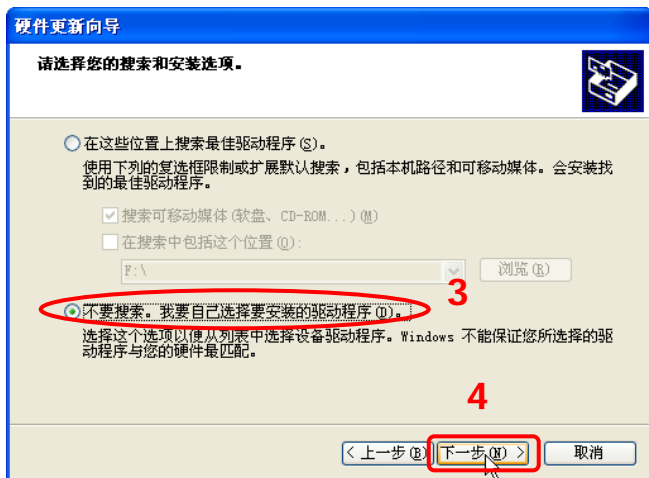 硬件更新向导
请选择您的搜索和安装选项。
在这些位置上搜索最佳驱动程序(S)。
使用下列的复选框限制或扩展默认搜索，包括本机路径和可移动媒体。会安装找
到的最佳驱动程序。
搜索可移动媒体(软盘、CD-ROM...)(M)
在搜索中包括这个位置(O):
F:\
浏览(R)
3
不要搜索。我要自己选择要安装的驱动程序(D)。
选择这个选项以便从列表中选择设备驱动程序。Windows 不能保证您所选择的驱
动程序与您的硬件最匹配。
4
< 上一步(B) 下一步(N) > 取消